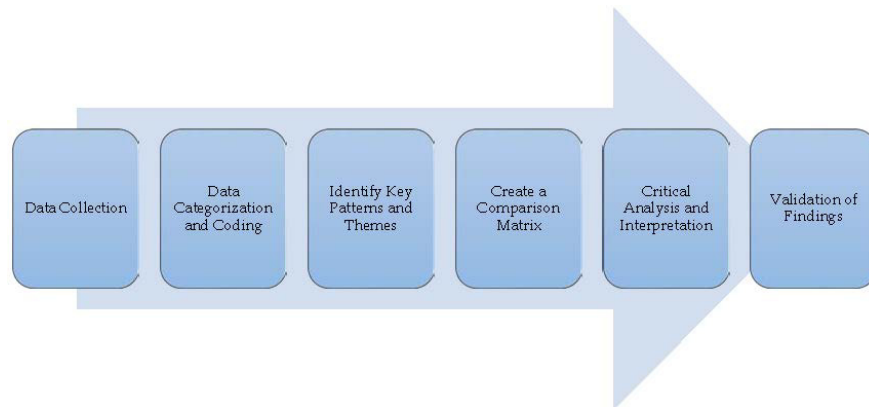 Data Collection
Data
Categorization
and Coding
Identify Key
Patterns and
Themes
Create a
Comparison
Matrix
Critical
Analysis and
Interpretation
Validation of
Findings